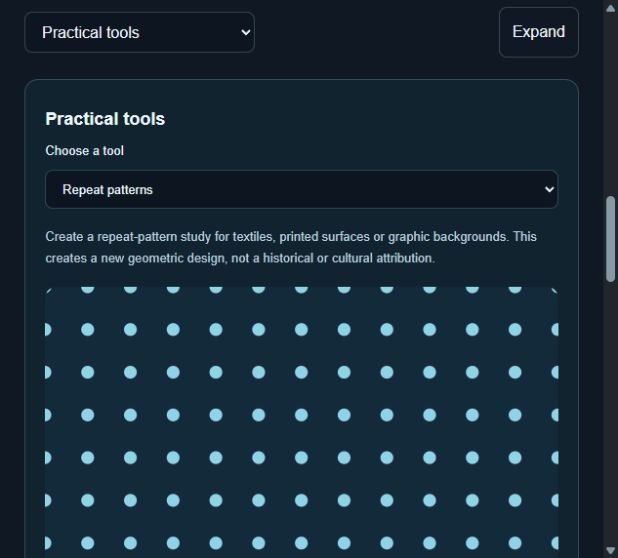 Practical tools
Expand
Practical tools
Choose a tool
Repeat patterns
Create a repeat-pattern study for textiles, printed surfaces or graphic backgrounds. This
creates a new geometric design, not a historical or cultural attribution.